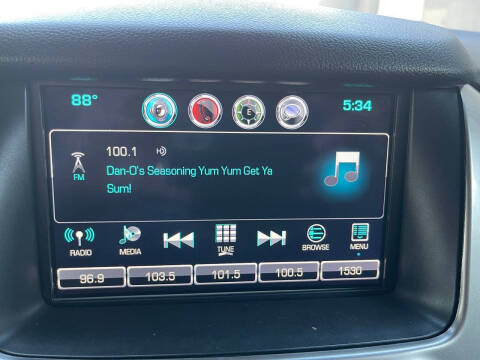 88°
E
5:34
100.1
FM
Dan-O's Seasoning Yum Yum Get Ya
Sum!
RADIO
MEDIA
TUNE
BROWSE
MENU
96.9
103.5
101.5
100.5
1530